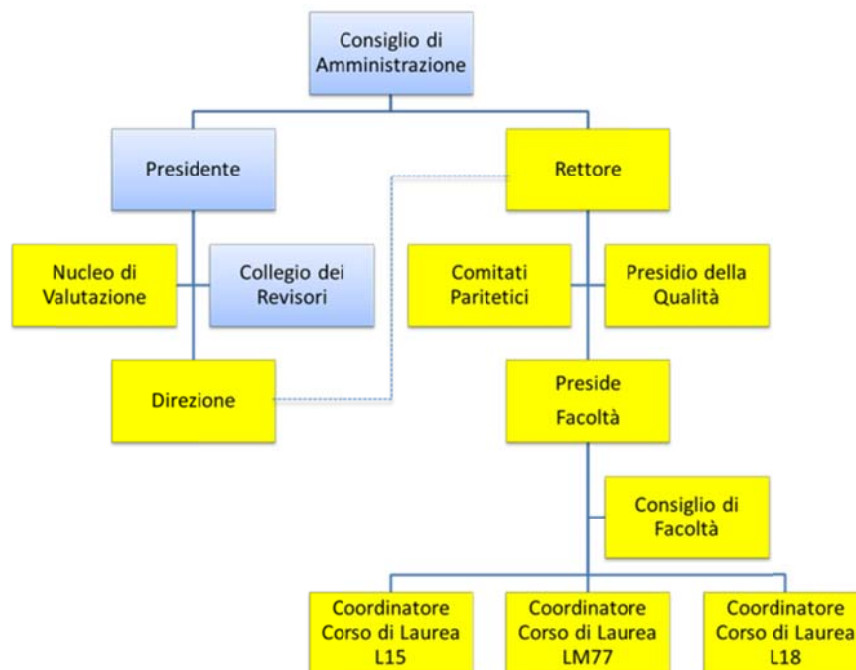 Consiglio di
Amministrazione
Presidente
Rettore
Nucleo di
Valutazione
Collegio dei
Revisori
Comitati
Paritetici
Presidio della
Qualità
Direzione
Preside
Facoltà
Consiglio di
Facoltà
Coordinatore
Corso di Laurea
L15
Coordinatore
Corso di Laurea
LM77
Coordinatore
Corso di Laurea
L18